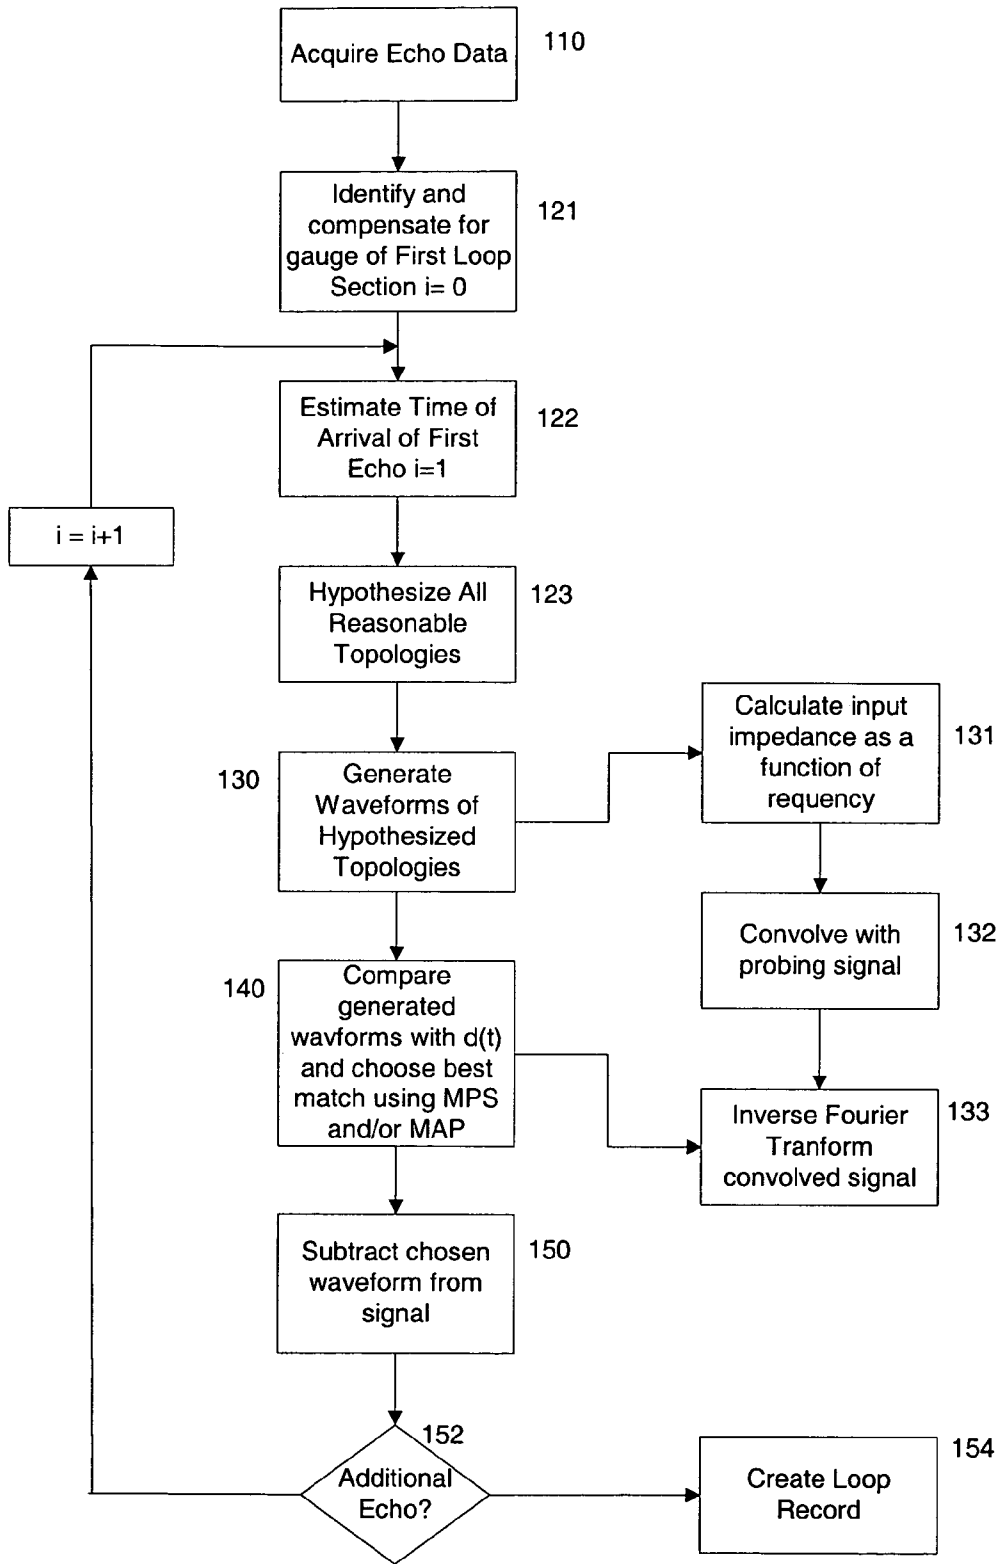 Acquire Echo Data
110
Identify and
compensate for
gauge of First Loop
Section i= 0
121
Estimate Time of
Arrival of First
Echo i=1
122
i = i+1
Hypothesize All
Reasonable
Topologies
123
130
Generate
Waveforms of
Hypothesized
Topologies
Calculate input
impedance as a
function of
requency
131
Convolve with
probing signal
132
140
Compare
generated
wavforms with d(t)
and choose best
match using MPS
and/or MAP
Inverse Fourier
Tranform
convolved signal
133
Subtract chosen
waveform from
signal
150
152
Additional
Echo?
Create Loop
Record
154